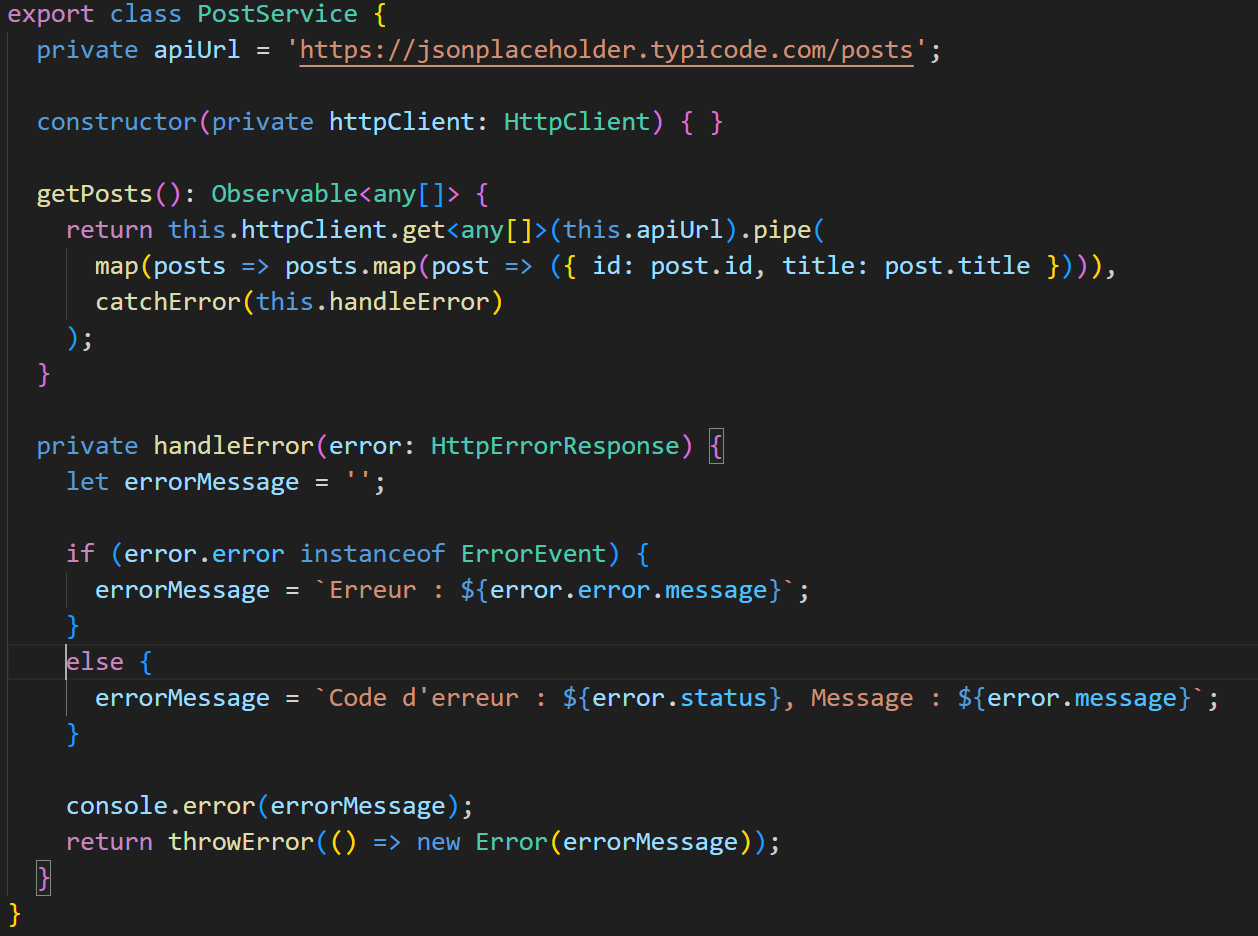 export class PostService {
private apiUrl = 'https://jsonplaceholder.typicode.com/posts';
constructor(private httpClient: HttpClient) { }
getPosts(): Observable<any[]> {
return this.httpClient.get<any[]>(this.apiUrl).pipe(
map(posts => posts.map(post => ({ id: post.id, title: post.title }))),
catchError(this.handleError)
);
}
private handleError(error: HttpErrorResponse) {
let errorMessage = '';
if (error.error instanceof ErrorEvent) {
errorMessage = `Erreur : ${error.error.message}`;
}
else {
errorMessage = `Code d'erreur : ${error.status}, Message : ${error.message}`;
}
console.error(errorMessage);
return throwError(() => new Error(errorMessage));
}
}